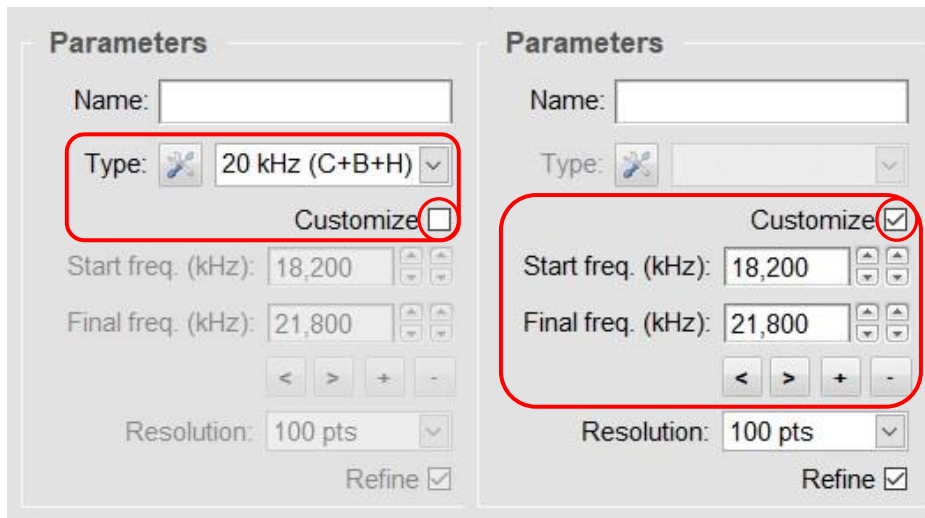 Parameters
Name:
Type: 20 kHz (C+B+H)
Customize
Start freq. (kHz): 18,200
Final freq. (kHz): 21,800
< > + -
Resolution: 100 pts
Refine
Parameters
Name:
Type:
Customize
Start freq. (kHz): 18,200
Final freq. (kHz): 21,800
< > + -
Resolution: 100 pts
Refine